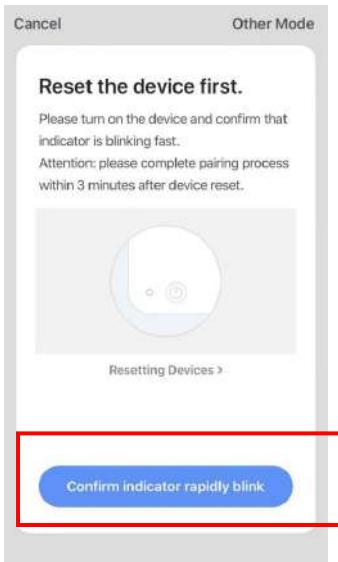 Cancel Other Mode
Reset the device first.
Please turn on the device and confirm that
indicator is blinking fast.
Attention: please complete pairing process
within 3 minutes after device reset.
Resetting Devices >
Confirm indicator rapidly blink